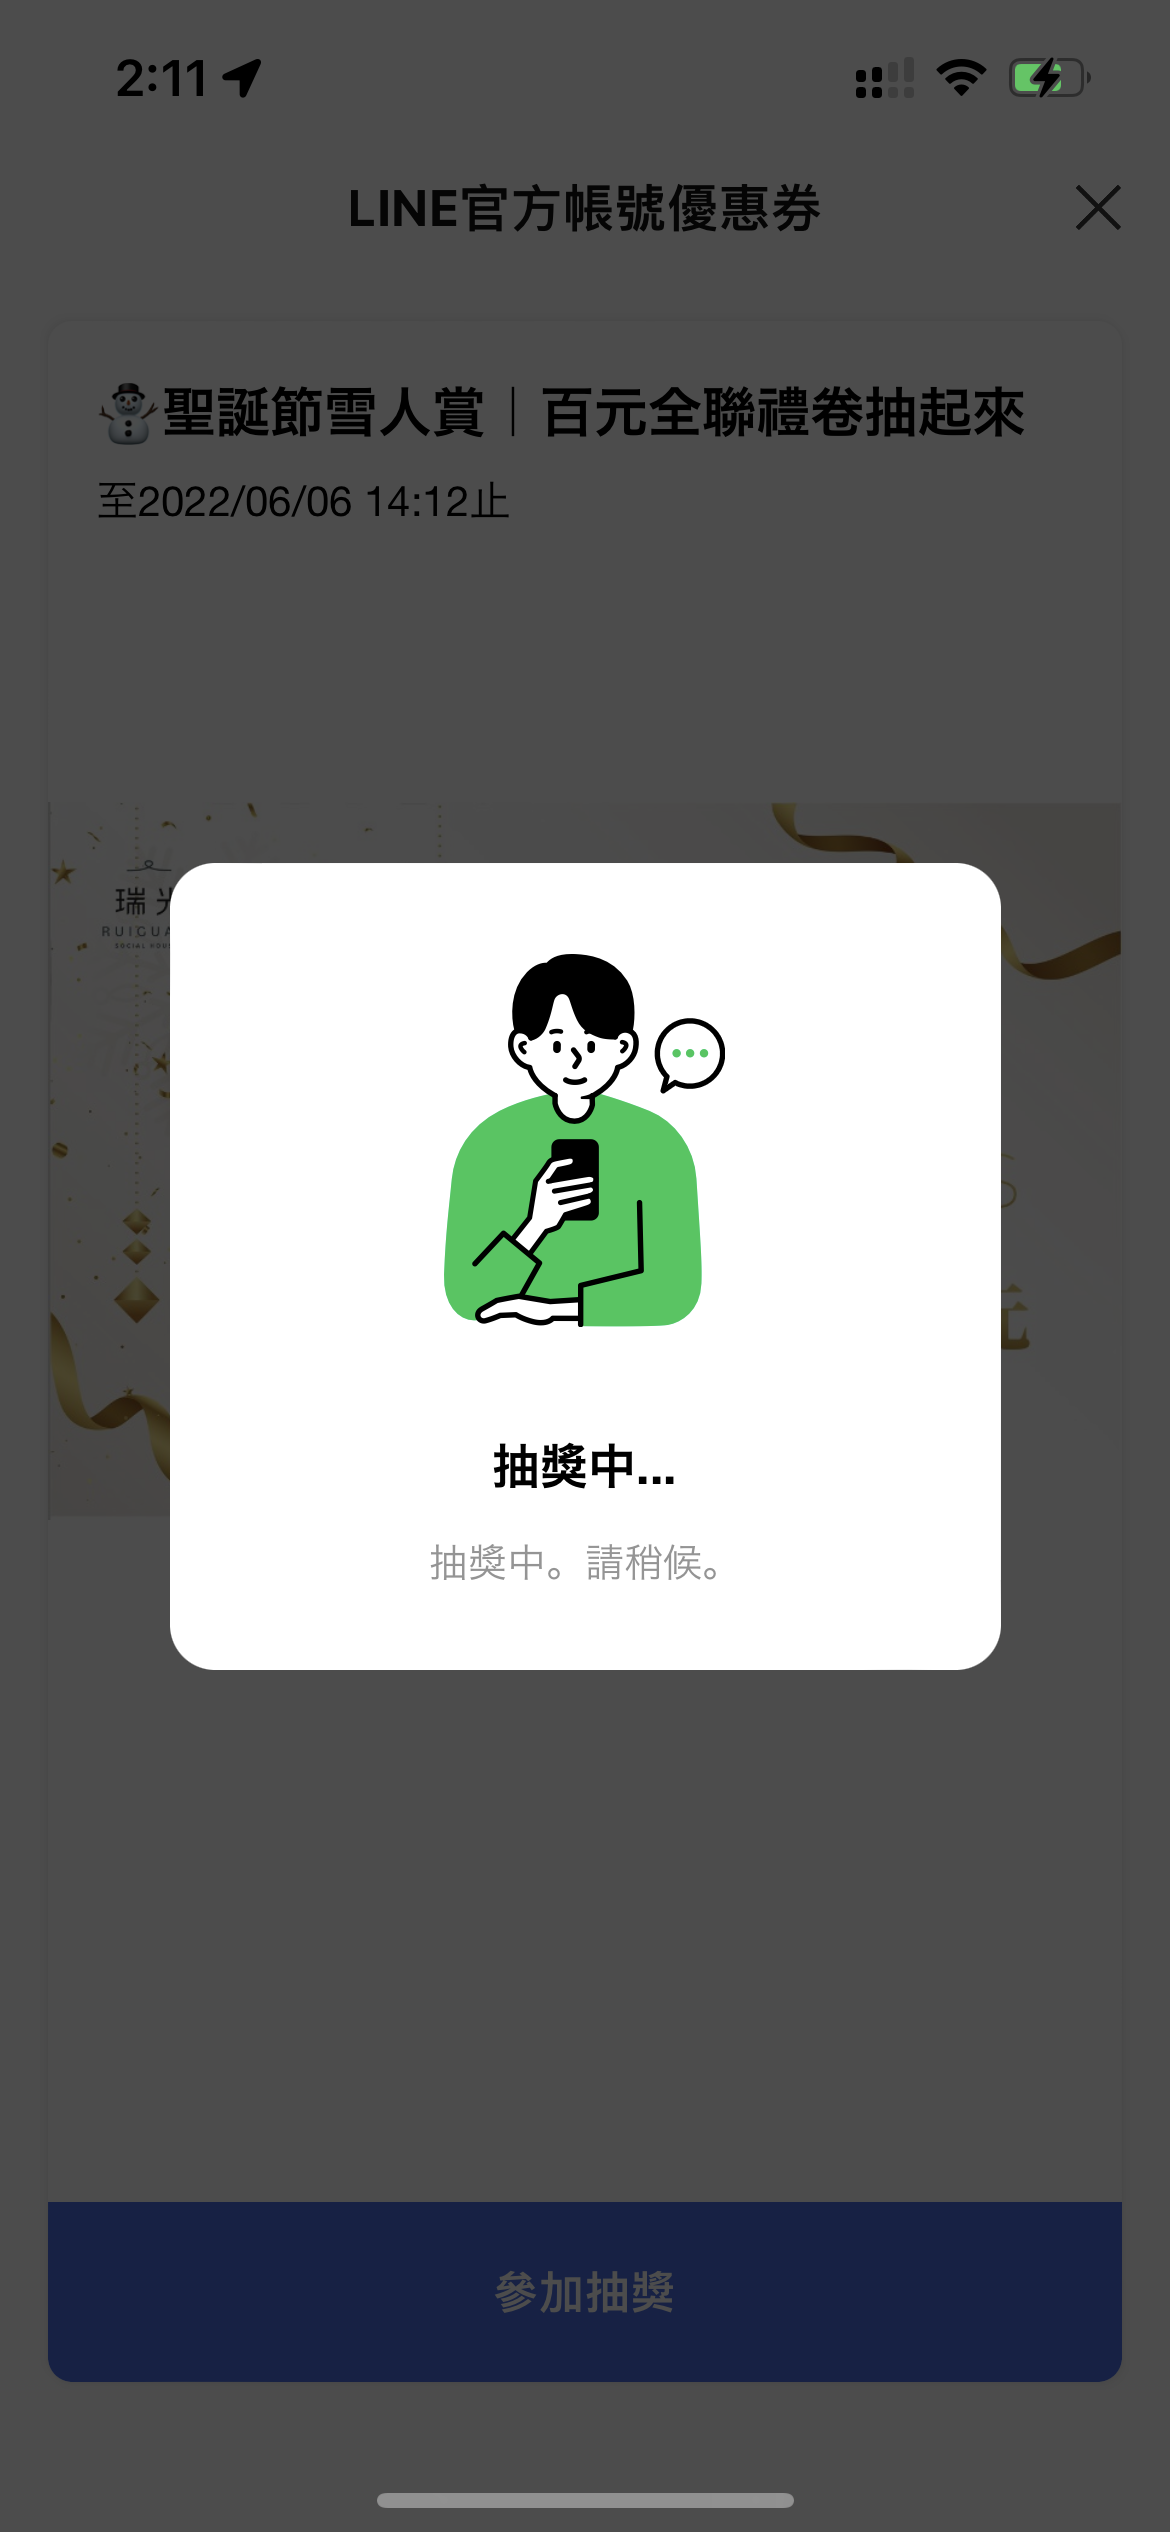 2:11
LINE官方帳號優惠券
⛄聖誕節雪人賞｜百元全聯禮卷抽起來
至2022/06/06 14:12止
瑞
RUIGUA
抽獎中...
抽獎中。請稍候。
參加抽獎